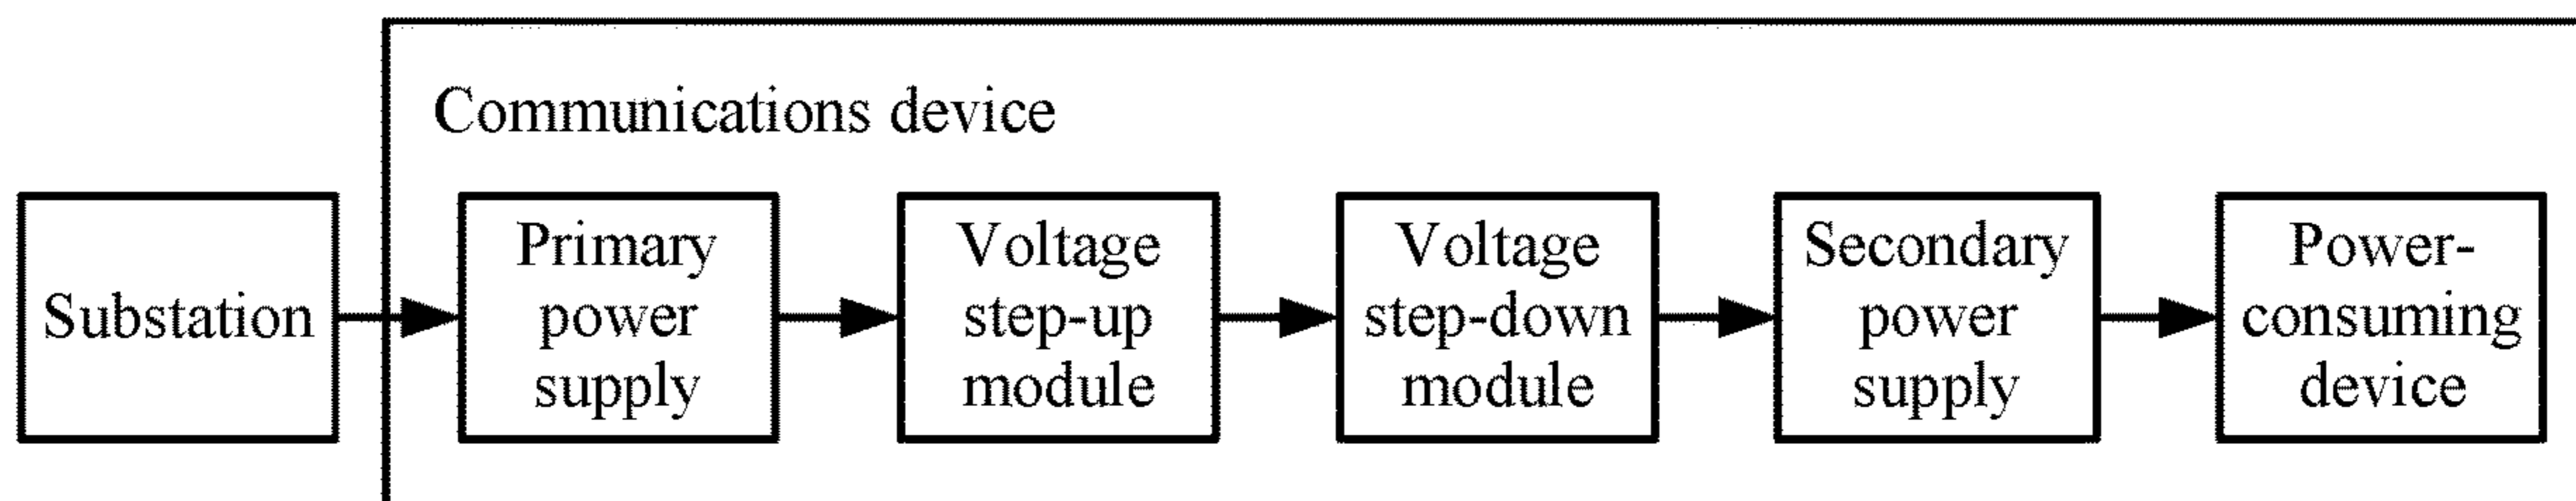 Communications device
Substation
Primary
power
supply
Voltage
step-up
module
Voltage
step-down
module
Secondary
power
supply
Power-
consuming
device